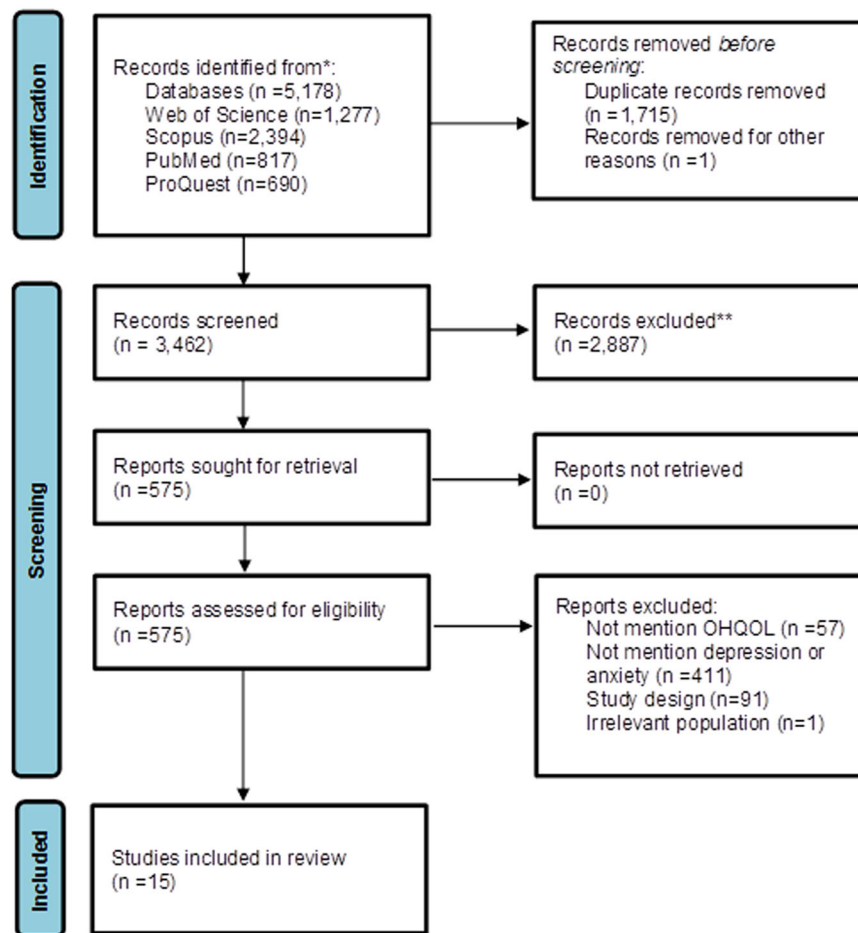 Identification
Records identified from*:
Databases (n =5,178)
Web of Science (n=1,277)
Scopus (n=2,394)
PubMed (n=817)
ProQuest (n=690)
Records removed before
screening:
Duplicate records removed
(n =1,715)
Records removed for other
reasons (n =1)
Screening
Records screened
(n = 3,462)
Records excluded**
(n =2,887)
Reports sought for retrieval
(n =575)
Reports not retrieved
(n =0)
Reports assessed for eligibility
(n =575)
Reports excluded:
Not mention OHQOL (n =57)
Not mention depression or
anxiety (n =411)
Study design (n=91)
Irrelevant population (n=1)
Included
Studies included in review
(n =15)